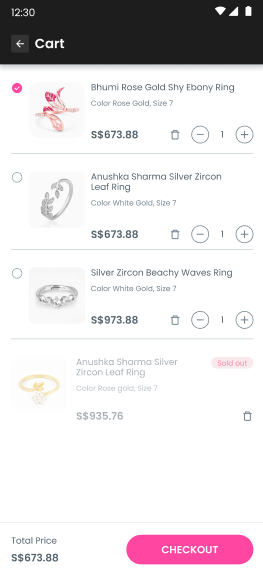 12:30
Cart
Bhumi Rose Gold Shy Ebony Ring
Color Rose Gold, Size 7
S$673.88
1
Anushka Sharma Silver Zircon
Leaf Ring
Color White Gold, Size 7
S$673.88
1
Silver Zircon Beachy Waves Ring
Color White Gold, Size 7
S$973.88
1
Anushka Sharma Silver
Zircon Leaf Ring
Sold out
Color Rose gold, Size 7
S$935.76
Total Price
S$673.88
CHECKOUT